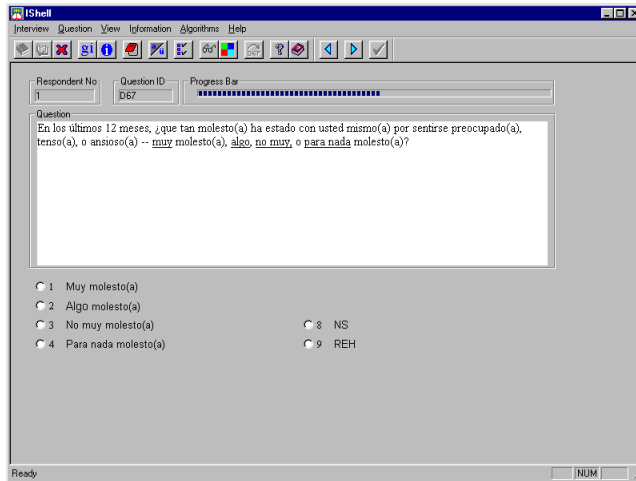 IShell
Interview Question View Information Algorithms Help
Respondent No
Question ID
Progress Bar
1
D67
Question
En los últimos 12 meses, ¿que tan molesto(a) ha estado con usted mismo(a) por sentirse preocupado(a),
tenso(a), o ansioso(a) -- muy molesto(a), algo, no muy, o para nada molesto(a)?
1 Muy molesto(a)
2 Algo molesto(a)
3 No muy molesto(a)
8 NS
4 Para nada molesto(a)
9 REH
Ready
NUM